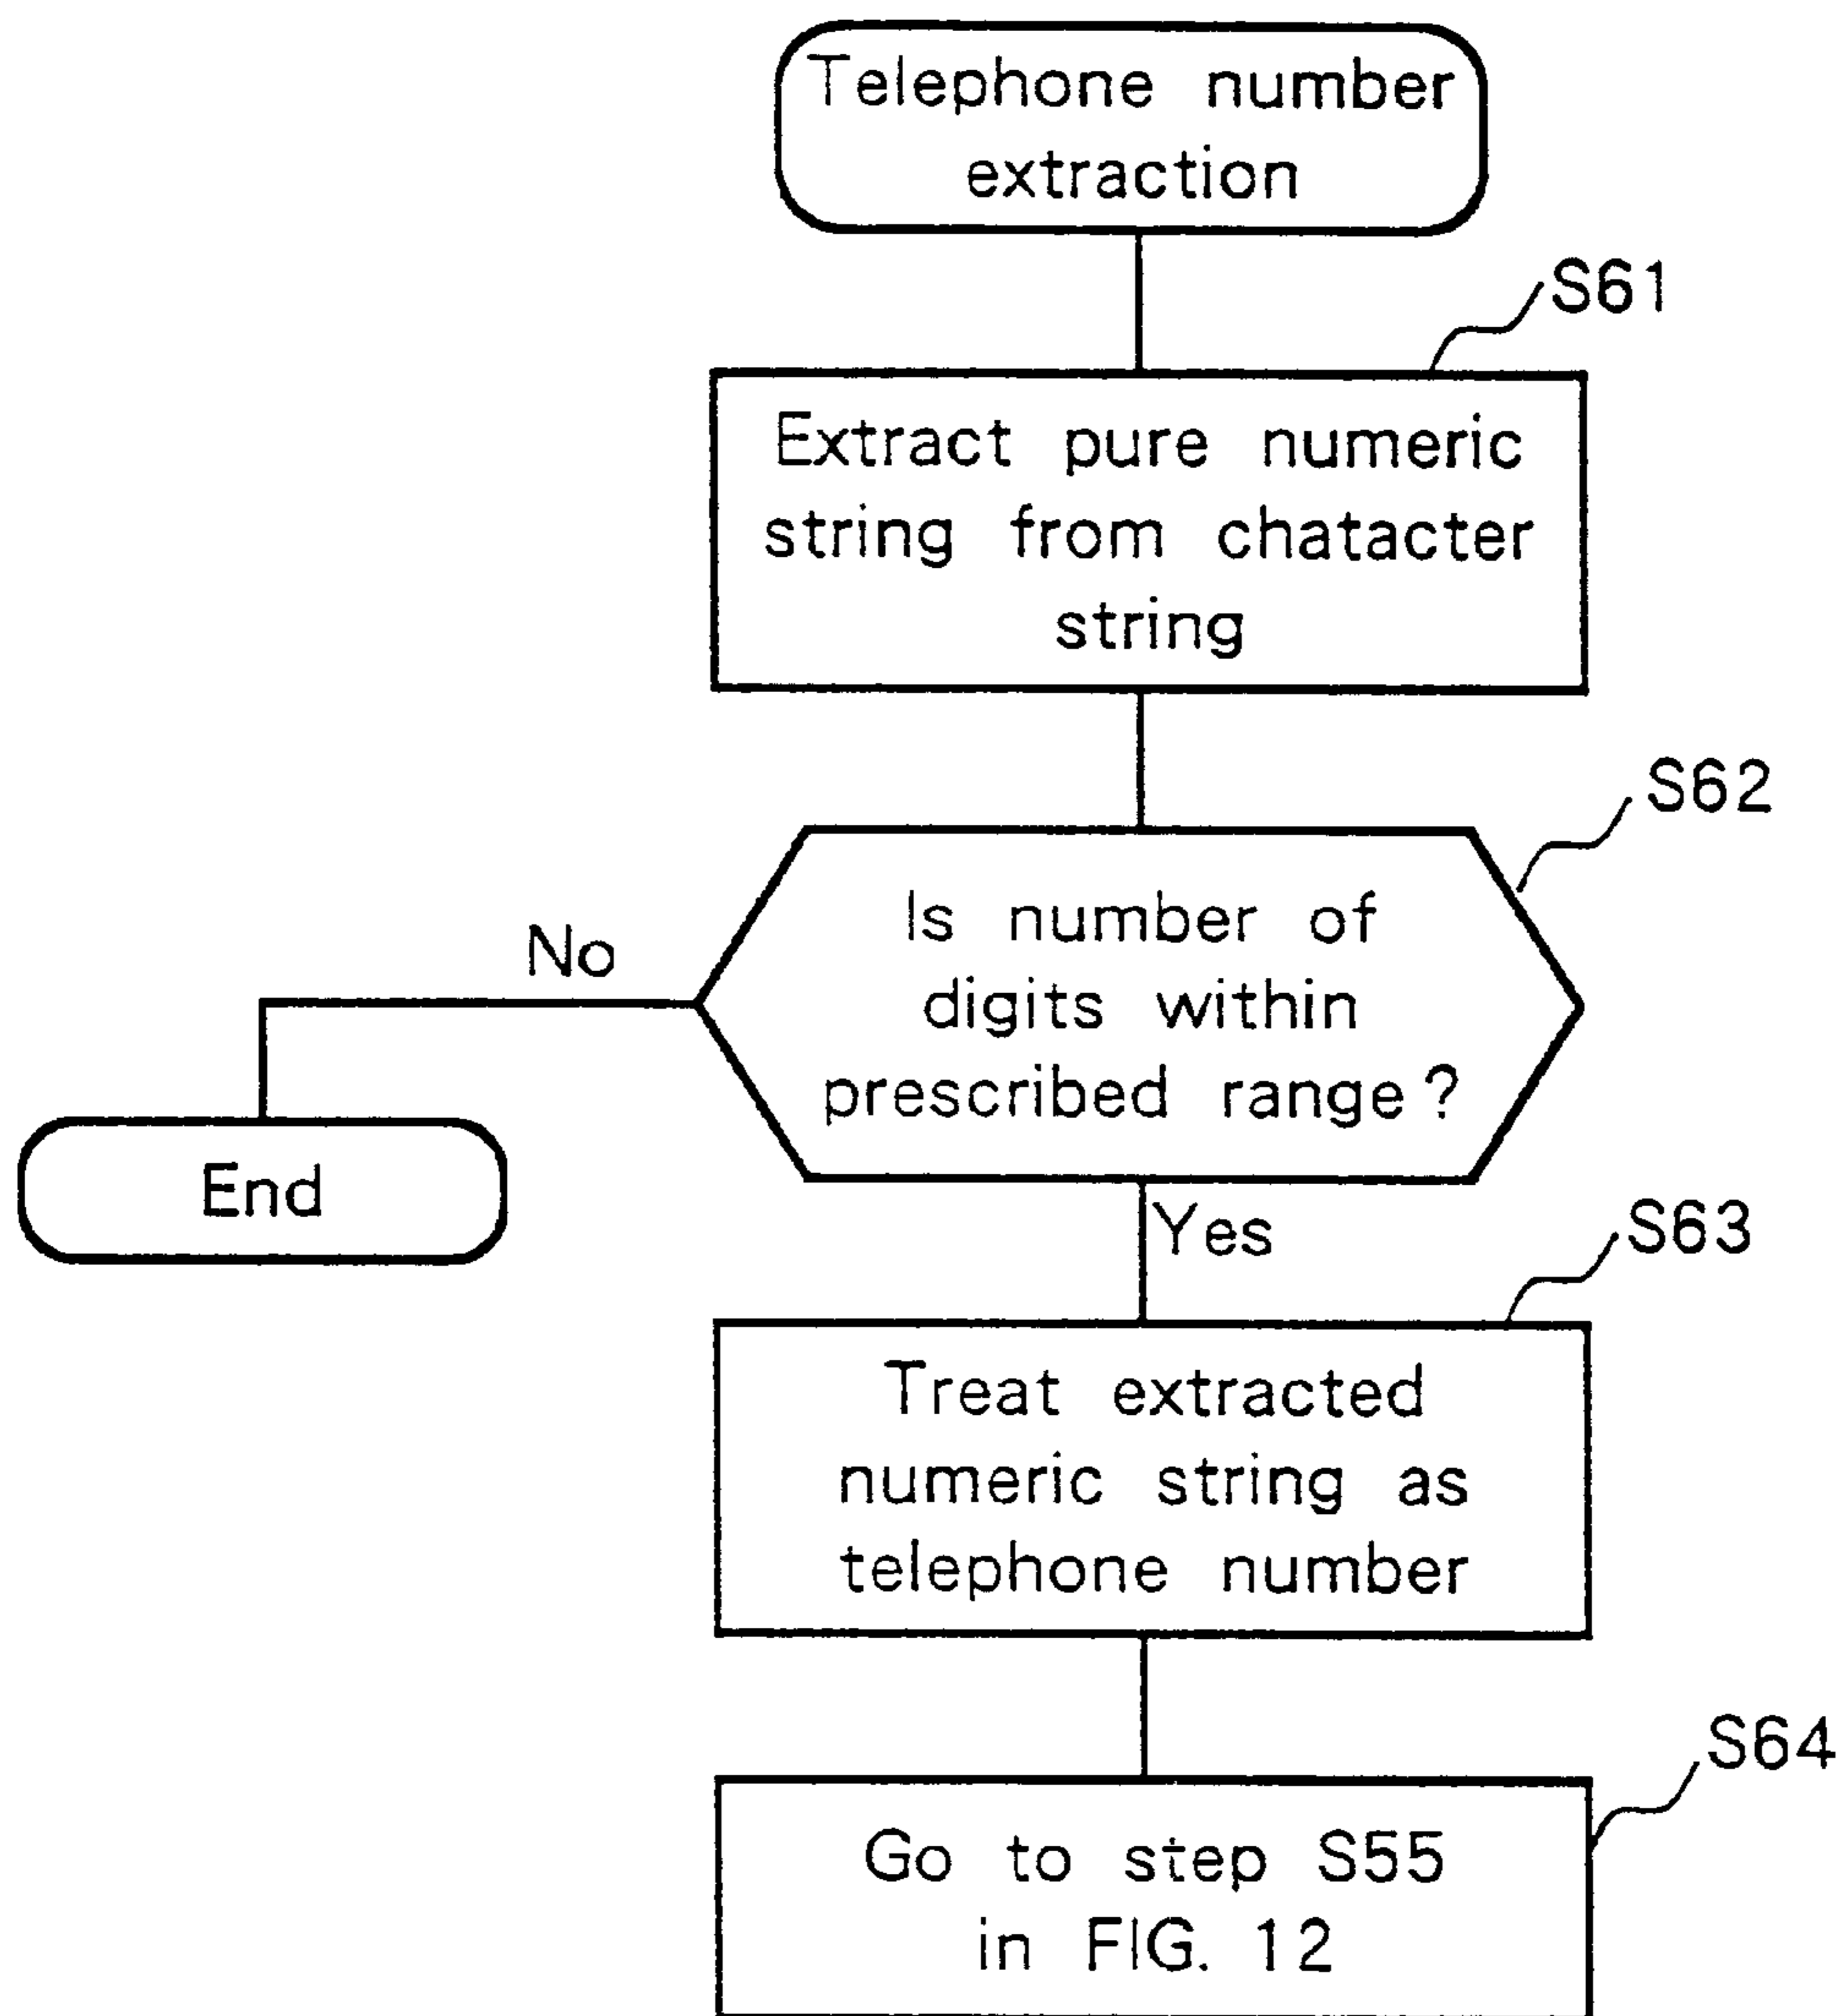 Telephone number
extraction
S61
Extract pure numeric
string from chatacter
string
S62
Is number of
digits within
prescribed range?
No
End
Yes
S63
Treat extracted
numeric string as
telephone number
S64
Go to step S55
in FIG. 12